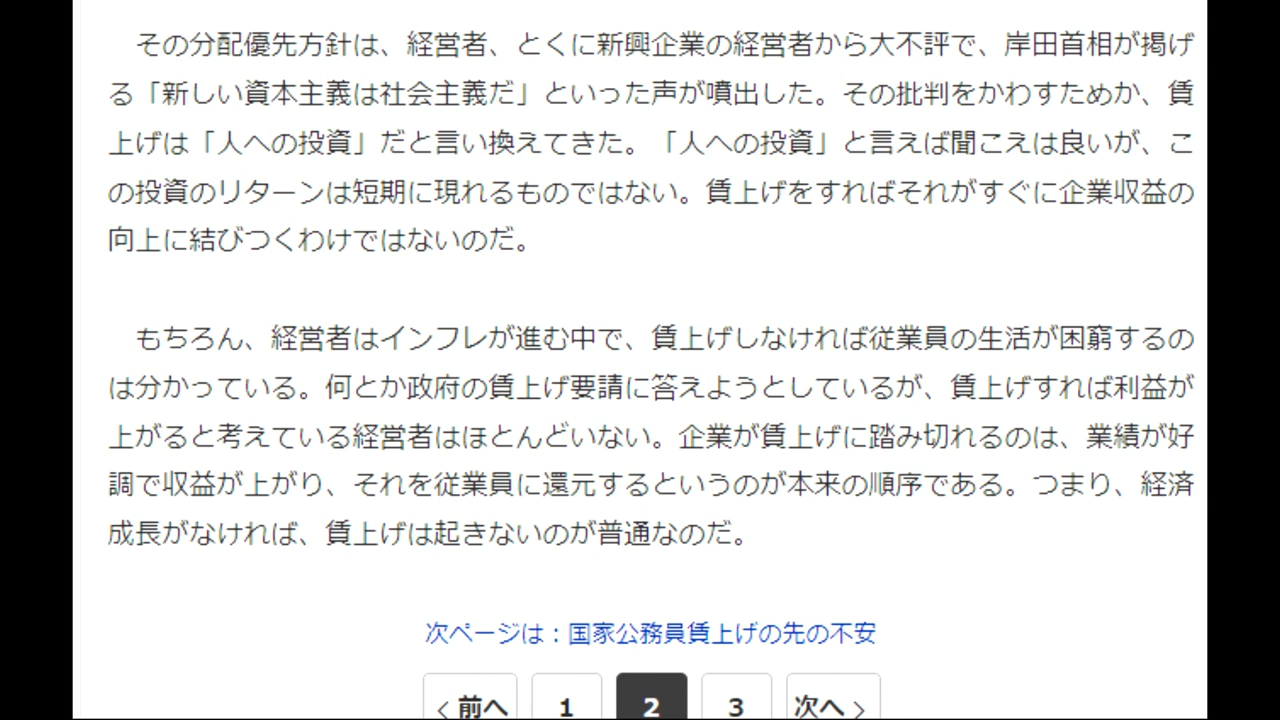 その分配優先方針は、経営者、とくに新興企業の経営者から大不評で、岸田首相が掲げ
る「新しい資本主義は社会主義だ」といった声が噴出した。その批判をかわすためか、賃
上げは「人への投資」だと言い換えてきた。「人への投資」と言えば聞こえは良いが、こ
の投資のリターンは短期に現れるものではない。賃上げをすればそれがすぐに企業収益の
向上に結びつくわけではないのだ。
もちろん、経営者はインフレが進む中で、賃上げしなければ従業員の生活が困窮するの
は分かっている。何とか政府の賃上げ要請に答えようとしているが、賃上げすれば利益が
上がると考えている経営者はほとんどいない。企業が賃上げに踏み切れるのは、業績が好
調で収益が上がり、それを従業員に還元するというのが本来の順序である。つまり、経済
成長がなければ、賃上げは起きないのが普通なのだ。
次ページは：国家公務員賃上げの先の不安
< 前へ 1 2 3 次へ >